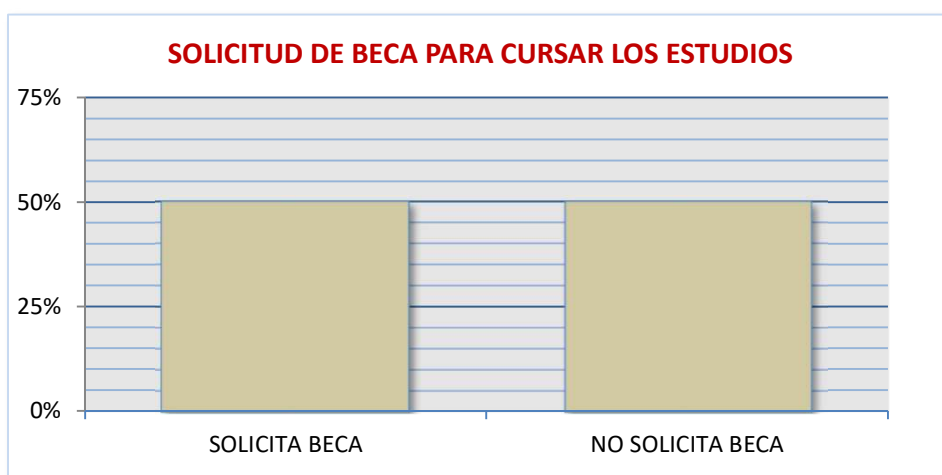 SOLICITUD DE BECA PARA CURSAR LOS ESTUDIOS
75%
50%
25%
0%
SOLICITA BECA
NO SOLICITA BECA